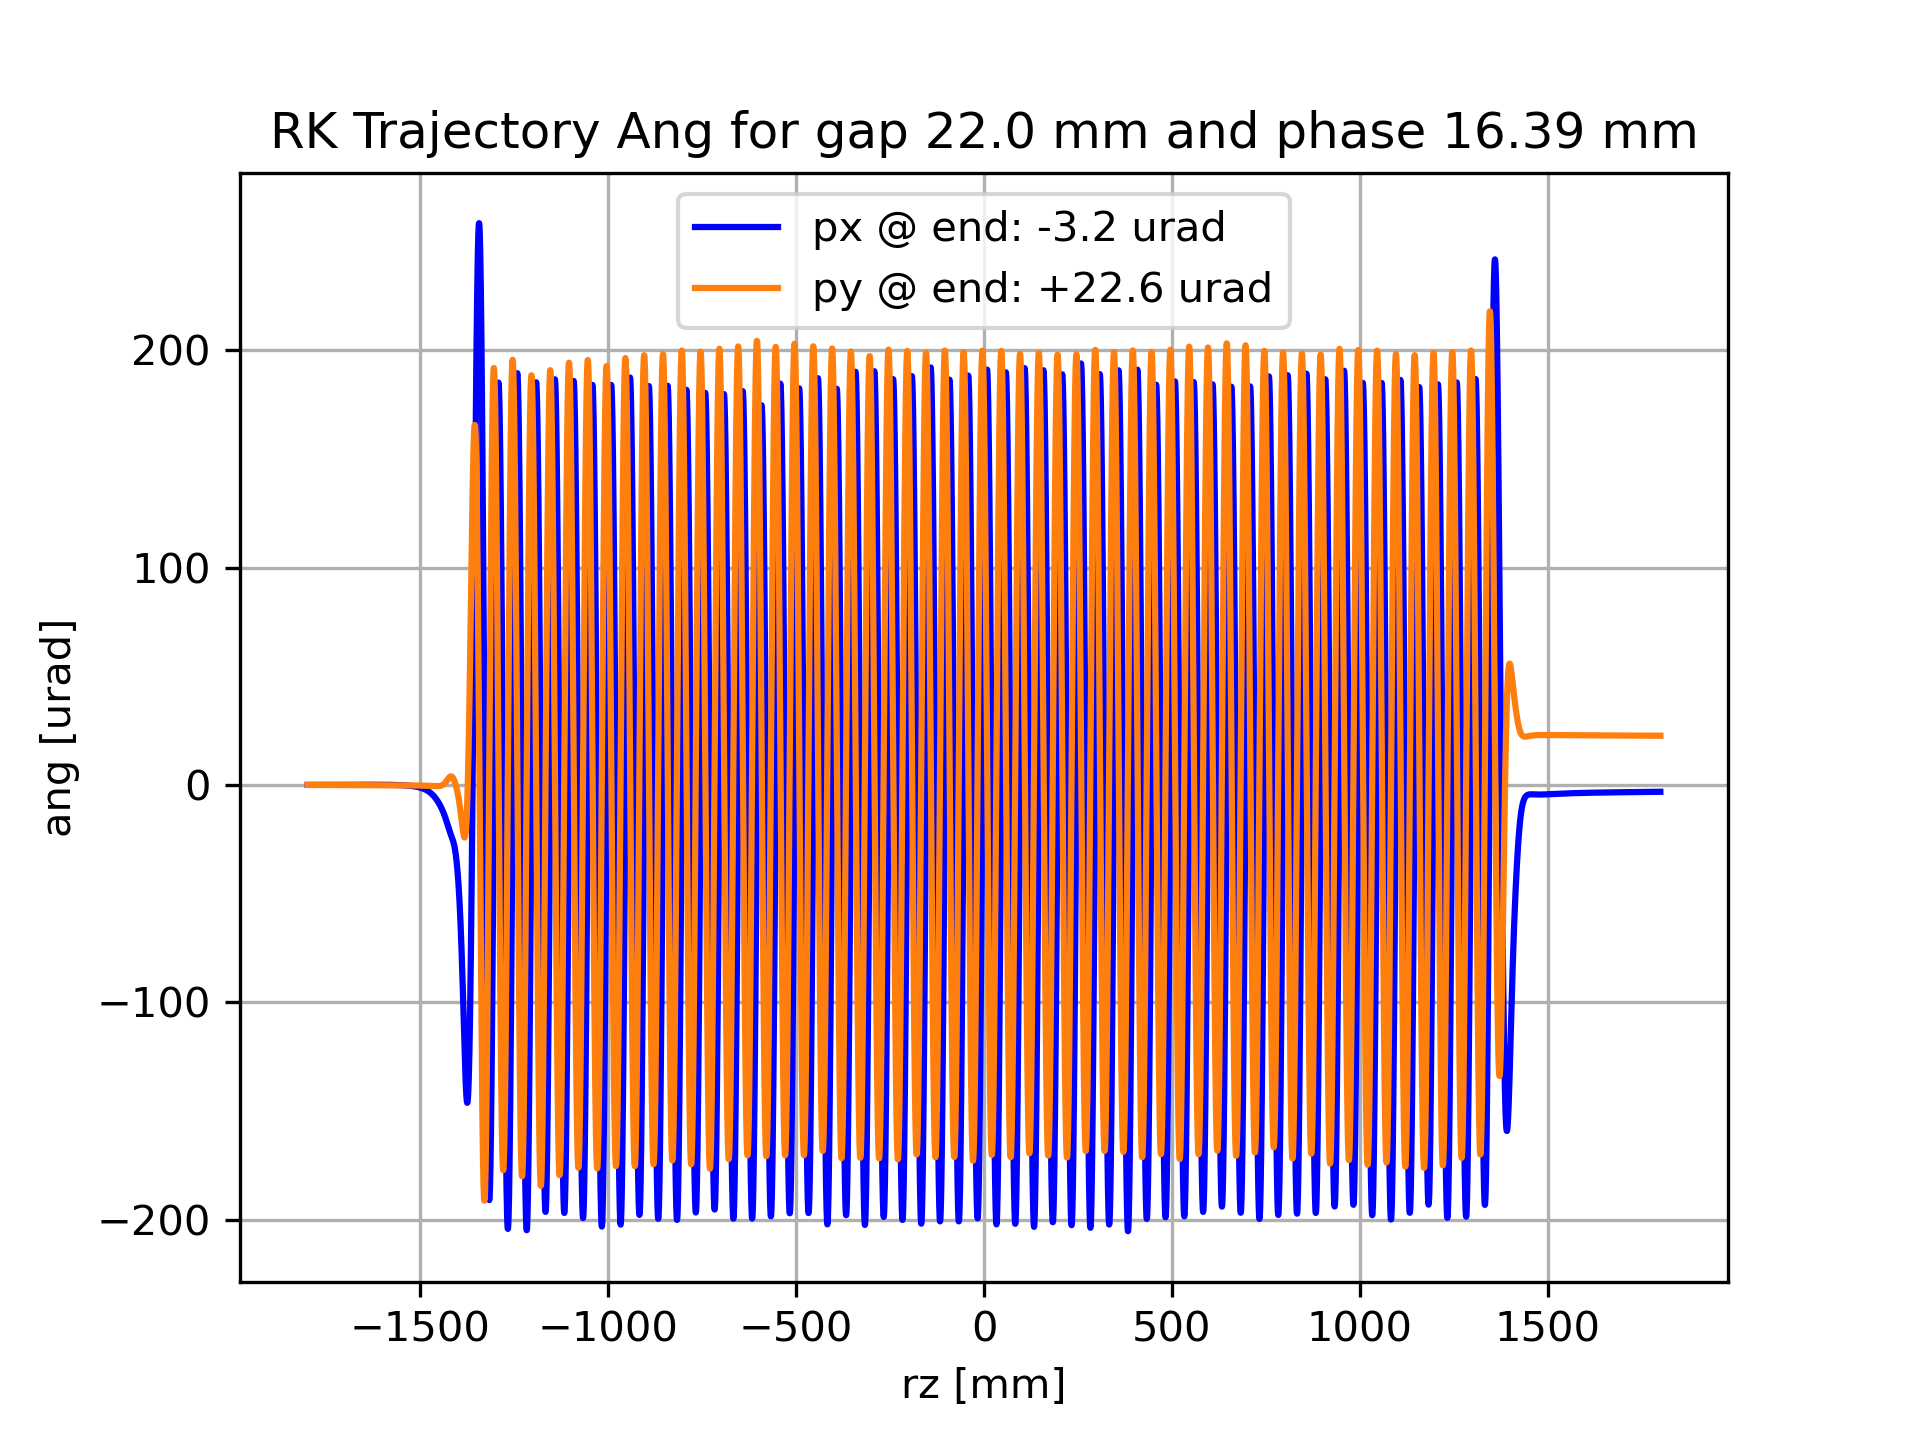 RK Trajectory Ang for gap 22.0 mm and phase 16.39 mm
px @ end: -3.2 urad
py @ end: +22.6 urad
200
100
0
−100
−200
ang [urad]
−1500 −1000 −500 0 500 1000 1500
rz [mm]